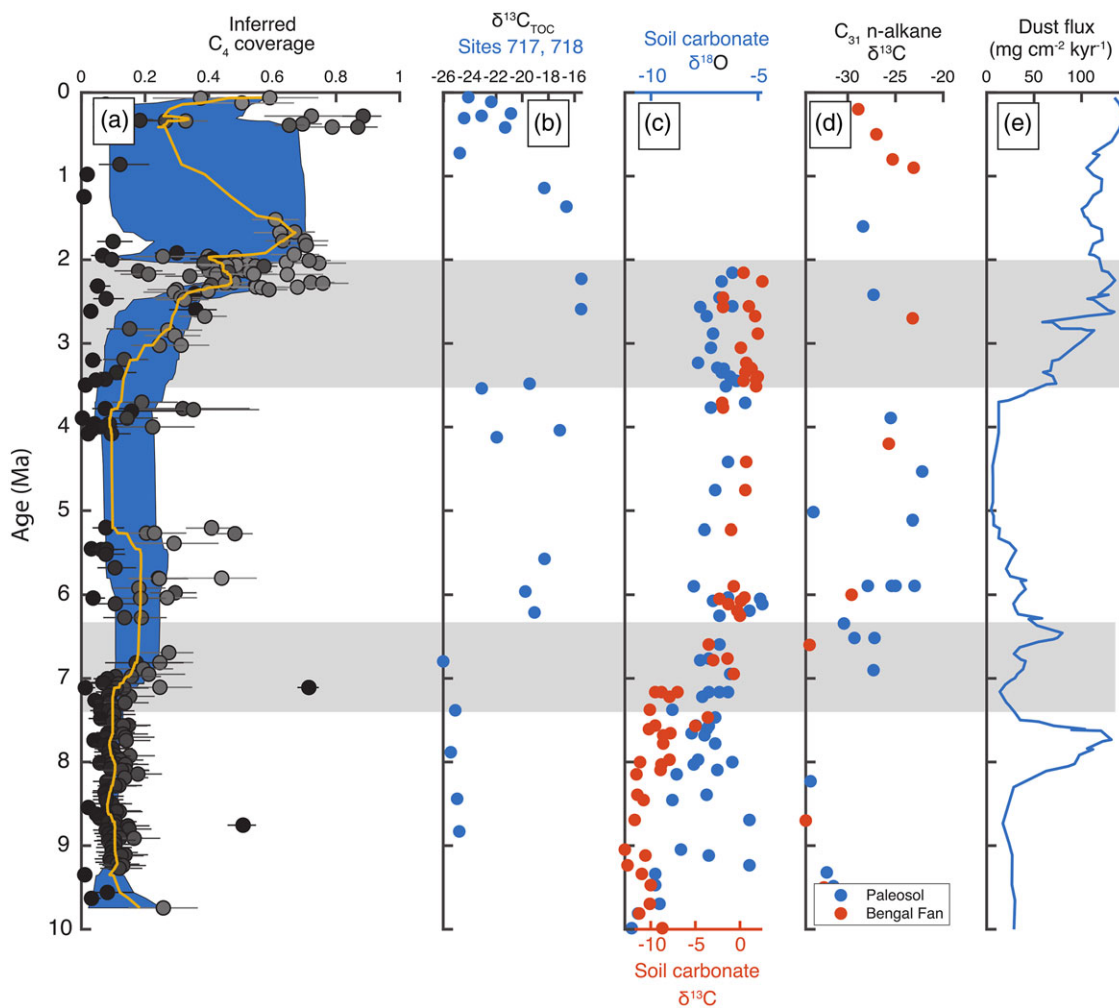 Inferred
C₄ coverage
0 0.2 0.4 0.6 0.8 1
δ¹³C_TOC
Sites 717, 718
-26 -24 -22 -20 -18 -16
Soil carbonate
δ¹⁸O
-10 -5
C₃₁ n-alkane
δ¹³C
-30 -25 -20
Dust flux
(mg cm⁻² kyr⁻¹)
0 50 100
(a)
(b)
(c)
(d)
(e)
Age (Ma)
0
1
2
3
4
5
6
7
8
9
10
Paleosol
Bengal Fan
-10 -5 0
Soil carbonate
δ¹³C